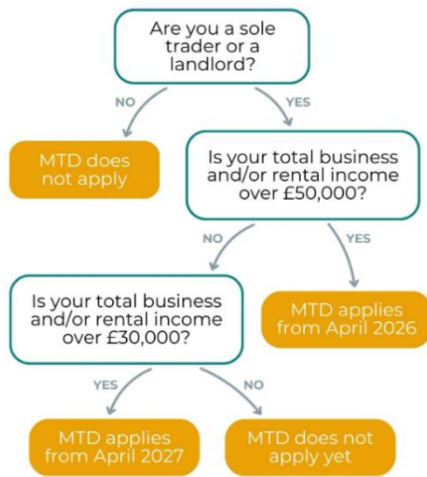 Are you a sole
trader or a
landlord?
NO
YES
MTD does
not apply
Is your total business
and/or rental income
over £50,000?
NO
YES
Is your total business
and/or rental income
over £30,000?
MTD applies
from April 2026
YES
NO
MTD applies
from April 2027
MTD does not
apply yet